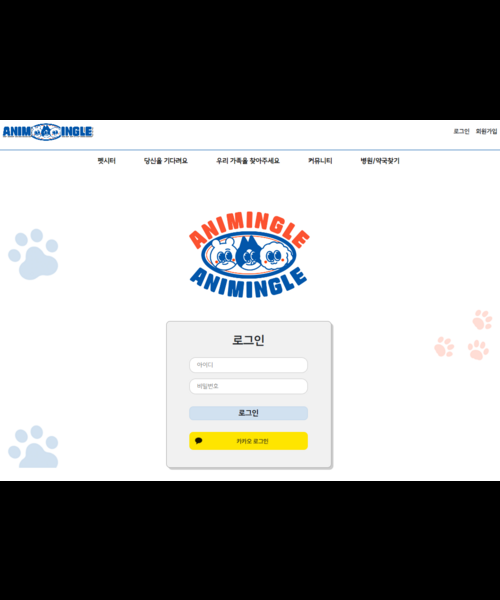 ANIMINGLE
로그인 회원가입
펫시터 당신을 기다려요 우리 가족을 찾아주세요 커뮤니티 병원/약국찾기
ANIMINGLE
ANIMINGLE
로그인
아이디
비밀번호
로그인
카카오 로그인